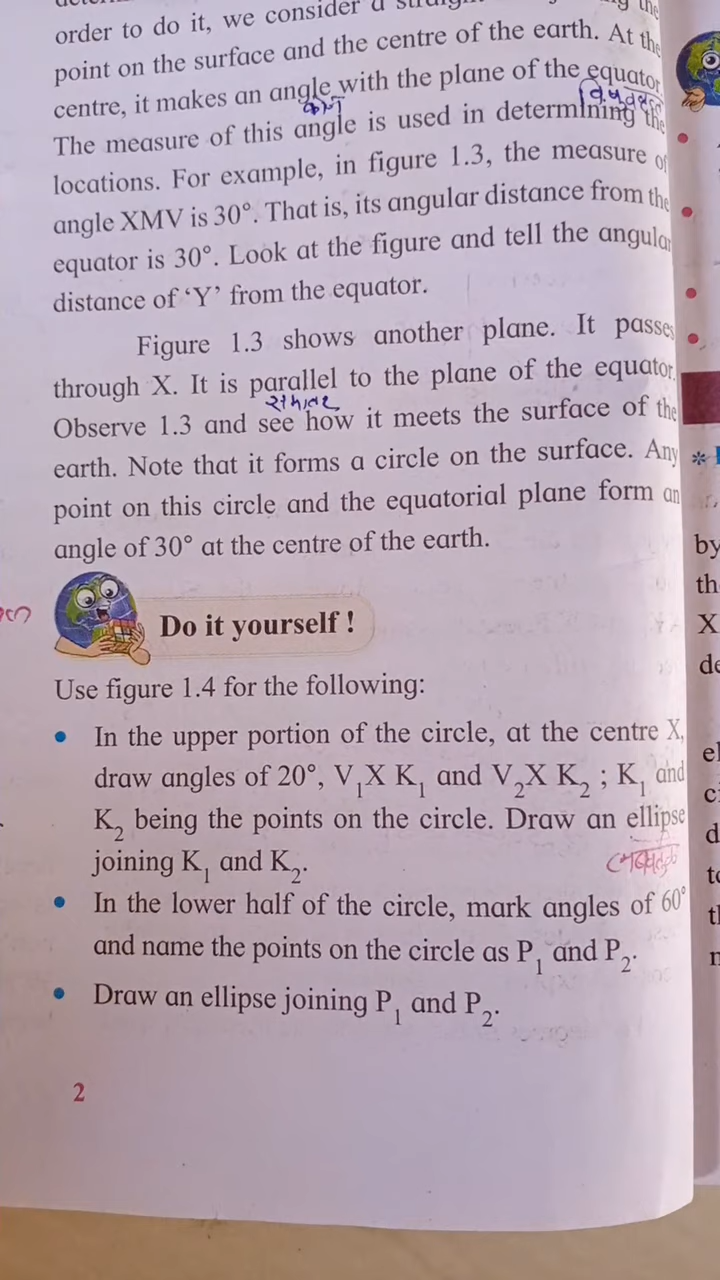 order to do it, we consider a
point on the surface and the centre of the earth. At the
centre, it makes an angle with the plane of the equator.
कोन
The measure of this angle is used in determining the
locations. For example, in figure 1.3, the measure of
angle XMV is 30°. That is, its angular distance from the
equator is 30°. Look at the figure and tell the angular
distance of ‘Y’ from the equator.
Figure 1.3 shows another plane. It passes
through X. It is parallel to the plane of the equator.
Observe 1.3 and see how it meets the surface of the
earth. Note that it forms a circle on the surface. Any
point on this circle and the equatorial plane form an
angle of 30° at the centre of the earth.
Do it yourself !
Use figure 1.4 for the following:
• In the upper portion of the circle, at the centre X,
draw angles of 20°, V₁X K₁ and V₂X K₂ ; K₁ and
K₂ being the points on the circle. Draw an ellipse
joining K₁ and K₂.
• In the lower half of the circle, mark angles of 60°
and name the points on the circle as P₁ and P₂.
• Draw an ellipse joining P₁ and P₂.
2
by
th
X
de